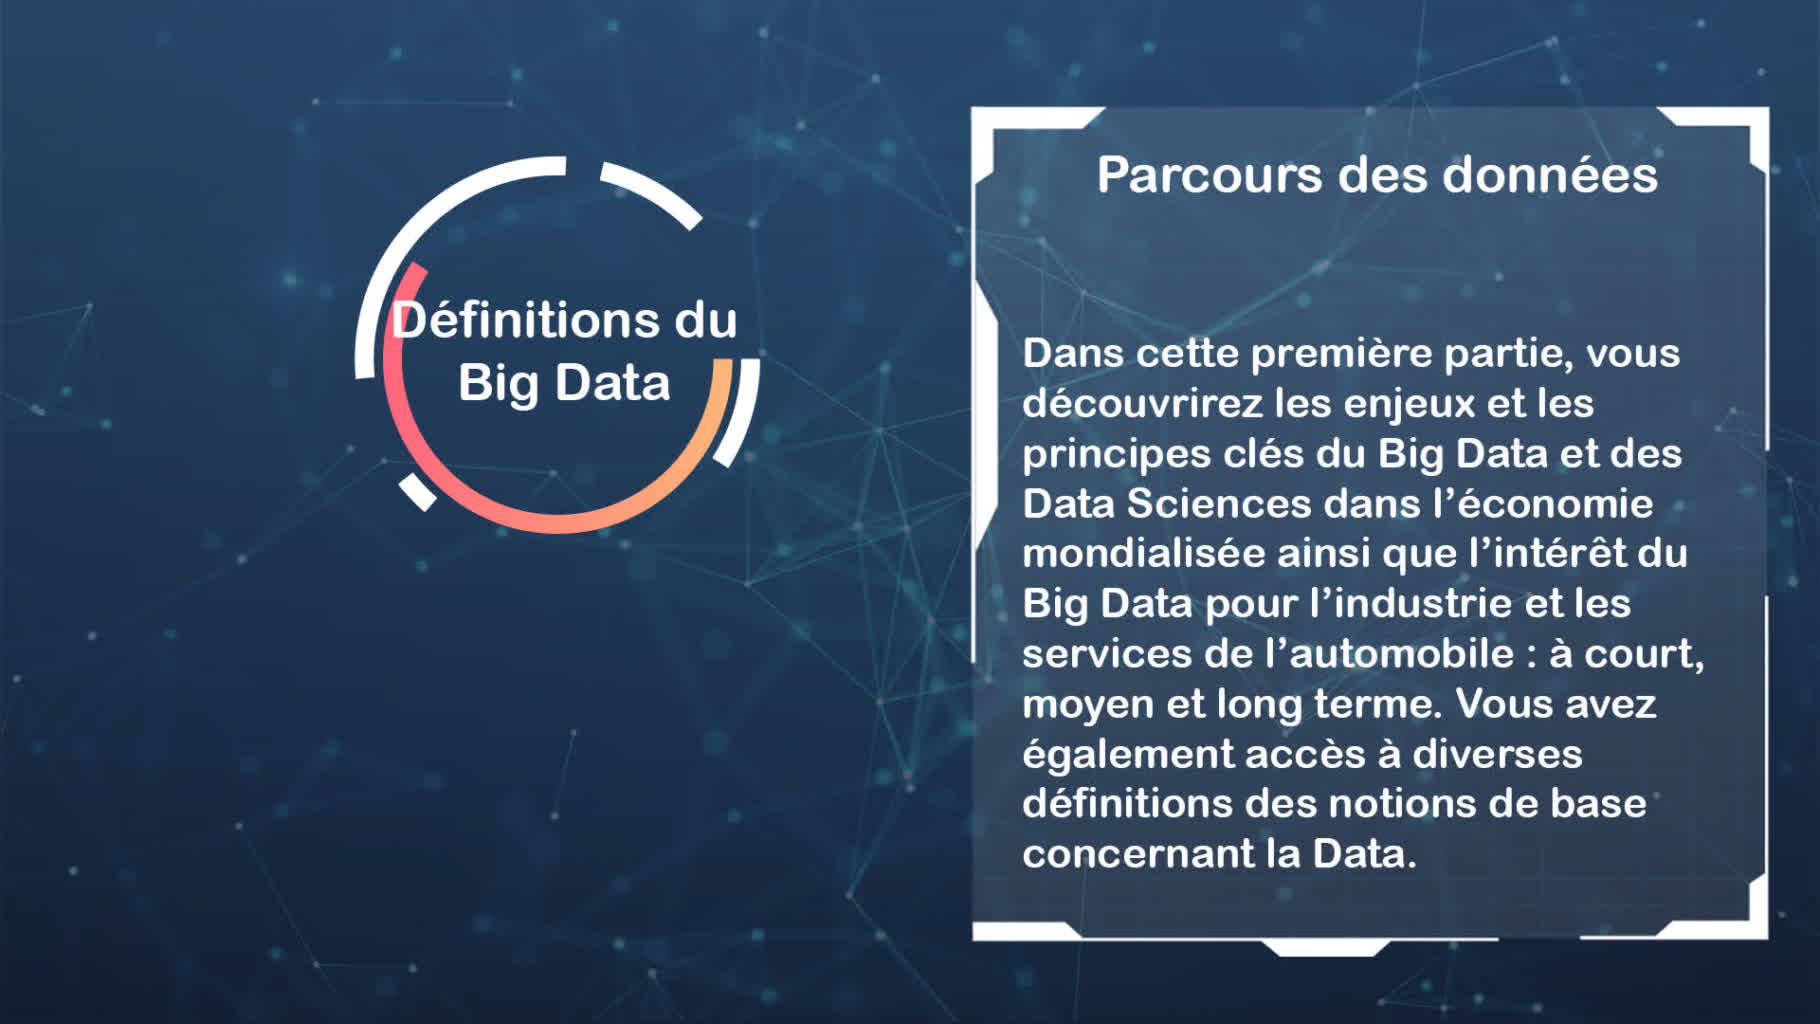 Définitions du
Big Data
Parcours des données
Dans cette première partie, vous
découvrirez les enjeux et les
principes clés du Big Data et des
Data Sciences dans l’économie
mondialisée ainsi que l’intérêt du
Big Data pour l’industrie et les
services de l’automobile : à court,
moyen et long terme. Vous avez
également accès à diverses
définitions des notions de base
concernant la Data.